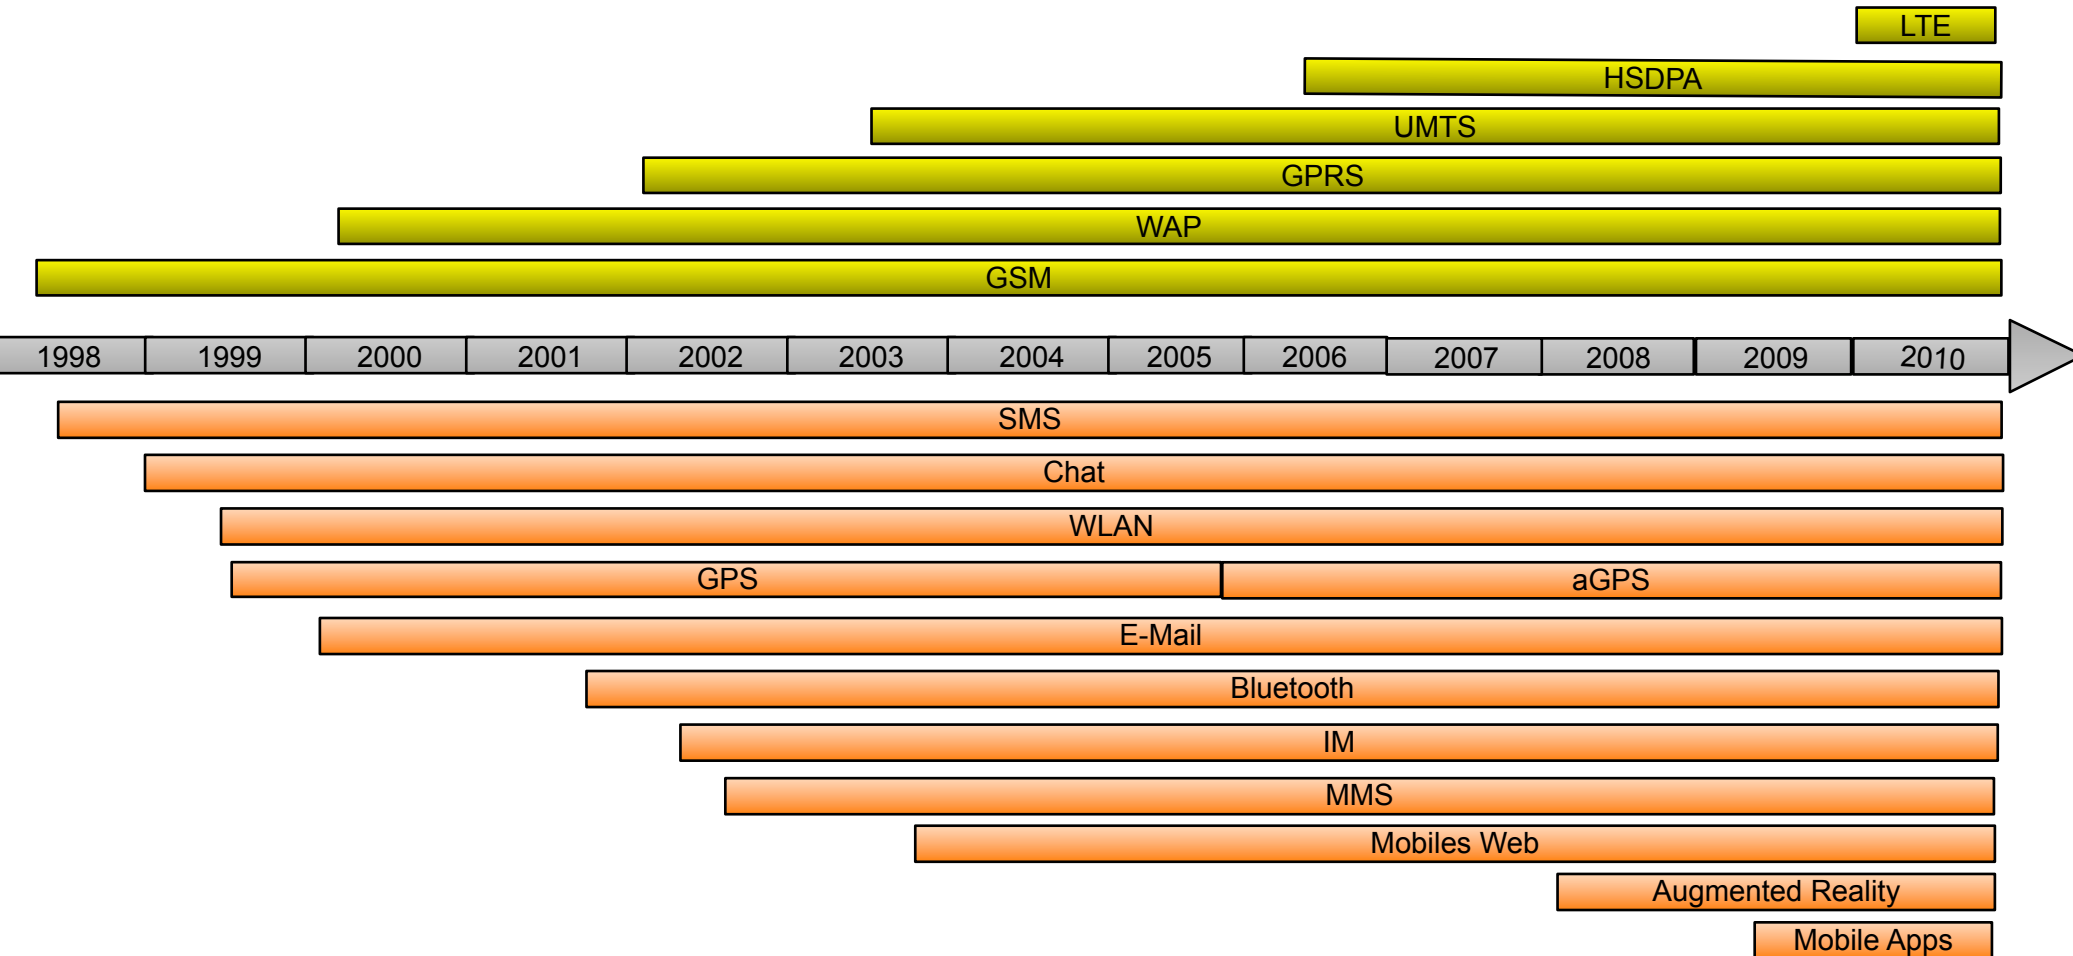 LTE
HSDPA
UMTS
GPRS
WAP
GSM
1998 1999 2000 2001 2002 2003 2004 2005 2006 2007 2008 2009 2010
SMS
Chat
WLAN
GPS aGPS
E-Mail
Bluetooth
IM
MMS
Mobiles Web
Augmented Reality
Mobile Apps